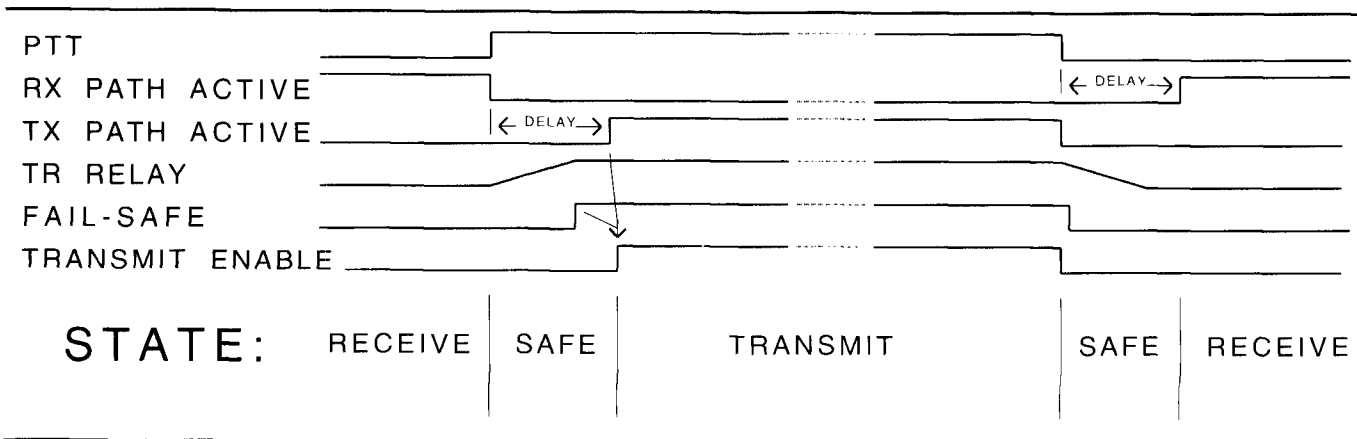 PTT
RX PATH ACTIVE
DELAY
TX PATH ACTIVE
DELAY
TR RELAY
FAIL-SAFE
TRANSMIT ENABLE
STATE: RECEIVE SAFE TRANSMIT SAFE RECEIVE